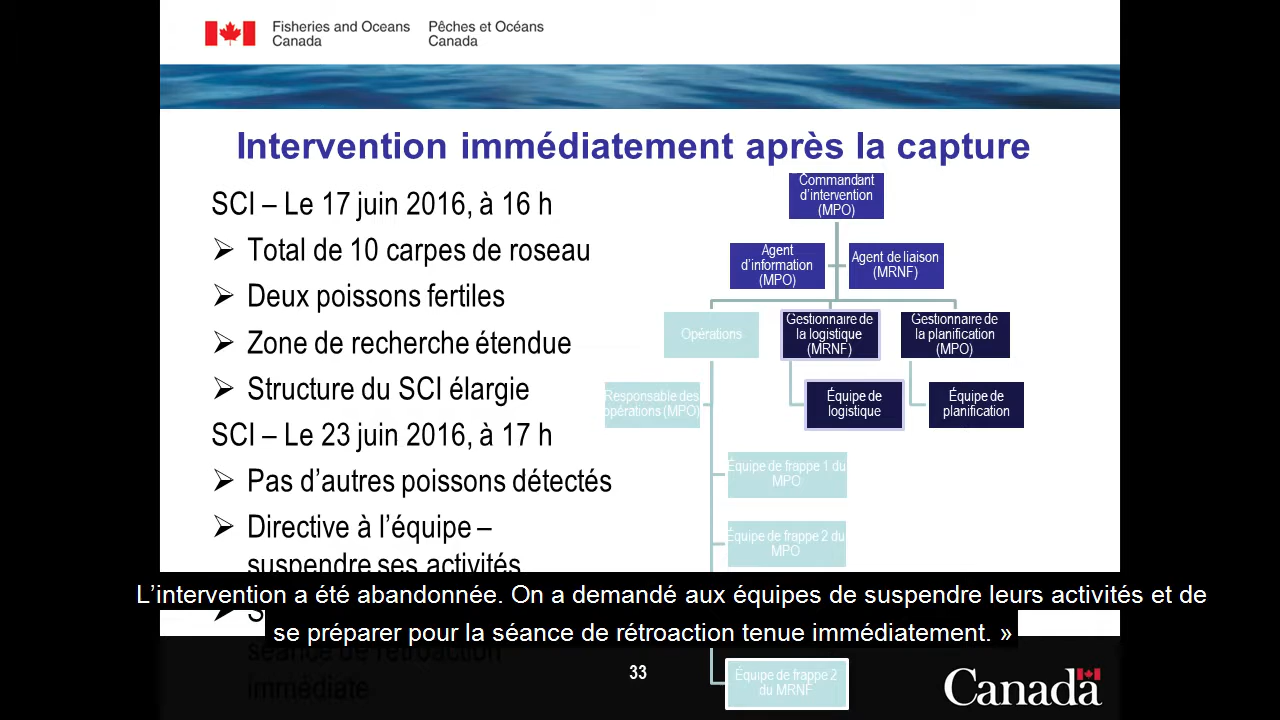 Fisheries and Oceans
Canada
Pêches et Océans
Canada
Intervention immédiatement après la capture
SCI – Le 17 juin 2016, à 16 h
Total de 10 carpes de roseau
Deux poissons fertiles
Zone de recherche étendue
Structure du SCI élargie
SCI – Le 23 juin 2016, à 17 h
Pas d’autres poissons détectés
Directive à l’équipe –
suspendre ses activités
séance de rétroaction
immédiate
Commandant
d’intervention
(MPO)
Agent
d’information
(MPO)
Agent de liaison
(MRNF)
Opérations
Gestionnaire de
la logistique
(MRNF)
Gestionnaire de
la planification
(MPO)
Responsable des
opérations (MPO)
Équipe de
logistique
Équipe de
planification
Équipe de frappe 1 du
MPO
Équipe de frappe 2 du
MPO
Équipe de frappe 2
du MRNF
L’intervention a été abandonnée. On a demandé aux équipes de suspendre leurs activités et de
se préparer pour la séance de rétroaction tenue immédiatement. »
33
Canada